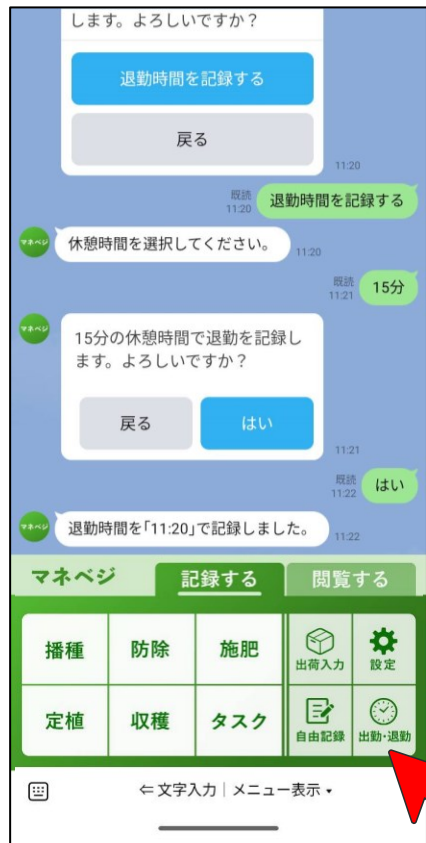 します。よろしいですか？
退勤時間を記録する
戻る
11:20
既読
11:20
退勤時間を記録する
マネベジ
休憩時間を選択してください。
11:20
既読
11:21
15分
マネベジ
15分の休憩時間で退勤を記録し
ます。よろしいですか？
戻る
はい
11:21
既読
11:22
はい
マネベジ
退勤時間を「11:20」で記録しました。
11:22
マネベジ
記録する
閲覧する
播種
防除
施肥
出荷入力
設定
定植
収穫
タスク
自由記録
出勤・退勤
⇐ 文字入力｜メニュー表示 ▾